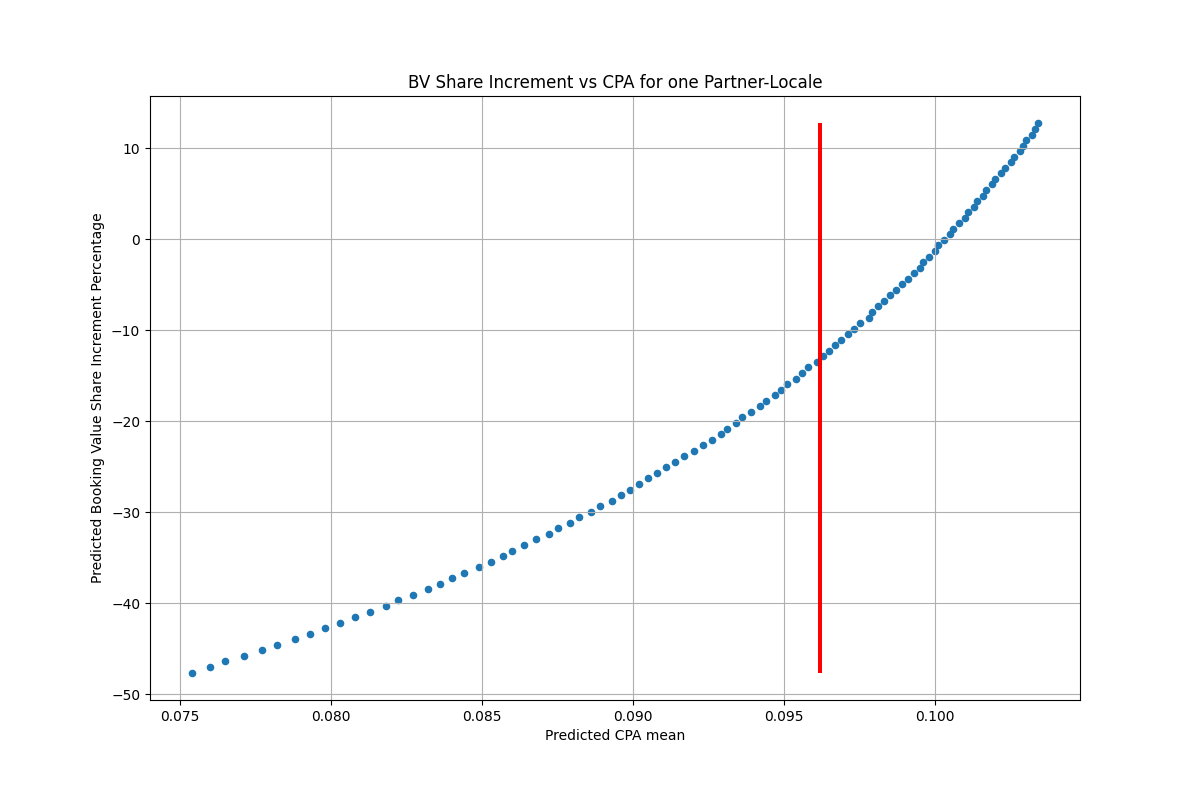 BV Share Increment vs CPA for one Partner-Locale
Predicted Booking Value Share Increment Percentage
10
0
−10
−20
−30
−40
−50
0.075 0.080 0.085 0.090 0.095 0.100
Predicted CPA mean